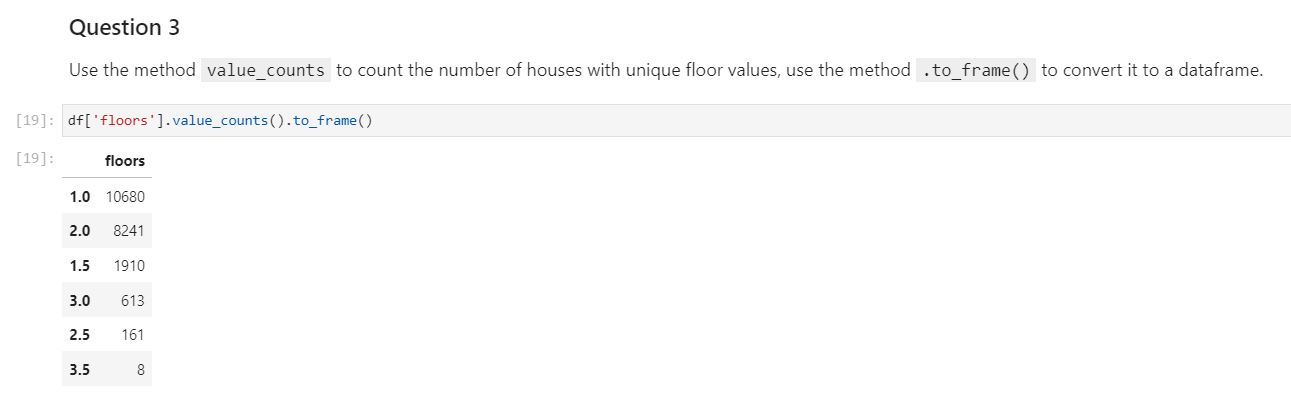 Question 3
Use the method value_counts to count the number of houses with unique floor values, use the method .to_frame() to convert it to a dataframe.
[19]: df['floors'].value_counts().to_frame()
[19]: floors
1.0 10680
2.0 8241
1.5 1910
3.0 613
2.5 161
3.5 8